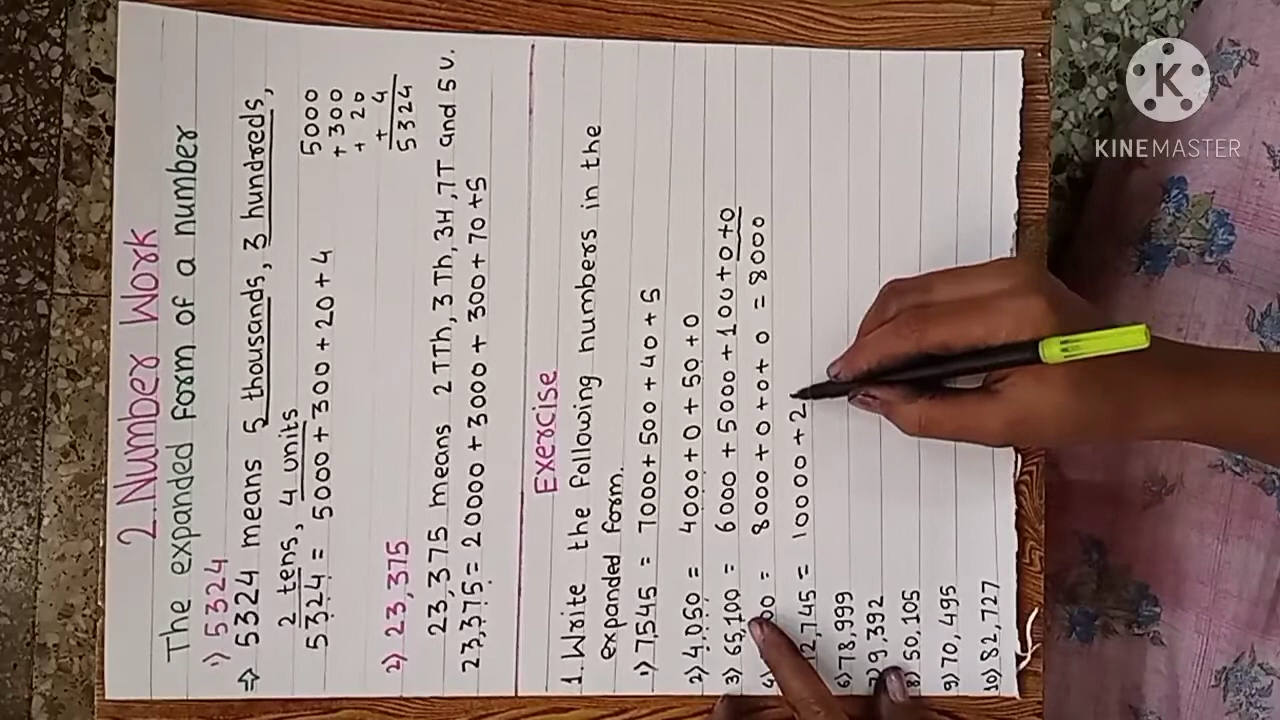 2. Number Work
The expanded form of a number
1) 5324
⇒ 5324 means 5 thousands, 3 hundreds,
2 tens, 4 units
5324 = 5000 + 300 + 20 + 4
5000
+ 300
+ 20
+ 4
5324
2) 23,375
23,375 means 2 TTh, 3 Th, 3H, 7T and 5 U.
23,375 = 20000 + 3000 + 300 + 70 + 5
Exercise
1. Write the following numbers in the
expanded form.
1) 7,545 = 7000 + 500 + 40 + 5
2) 4,050 = 4000 + 0 + 50 + 0
3) 65,100 = 6000 + 5000 + 100 + 0 + 0
4) 00 = 8000 + 0 + 0 + 0 = 8000
2,745 = 10000 + 2
6) 78,999
7) 9,392
8) 50,105
9) 70,495
10) 82,727
K
KINEMASTER